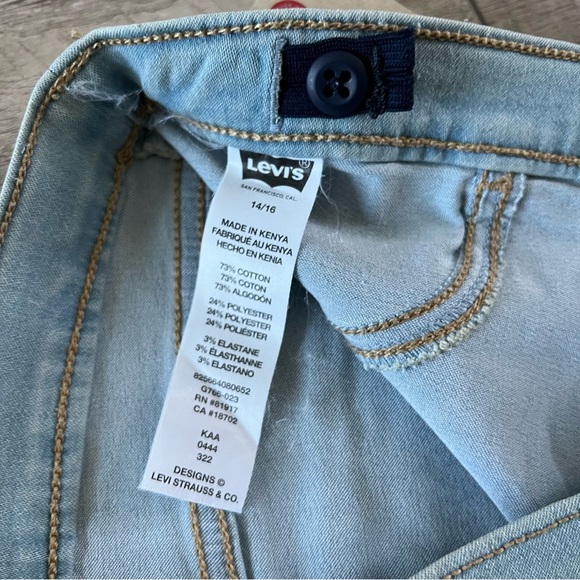 Levi's®
SAN FRANCISCO, CAL.
14/16
MADE IN KENYA
FABRIQUÉ AU KENYA
HECHO EN KENIA
73% COTTON
73% COTON
73% ALGODÓN
24% POLYESTER
24% POLYESTER
24% POLIÉSTER
3% ELASTANE
3% ÉLASTHANNE
3% ELASTANO
825664080652
G766-023
RN #81917
CA #18702
KAA
0444
322
DESIGNS ©
LEVI STRAUSS & CO.